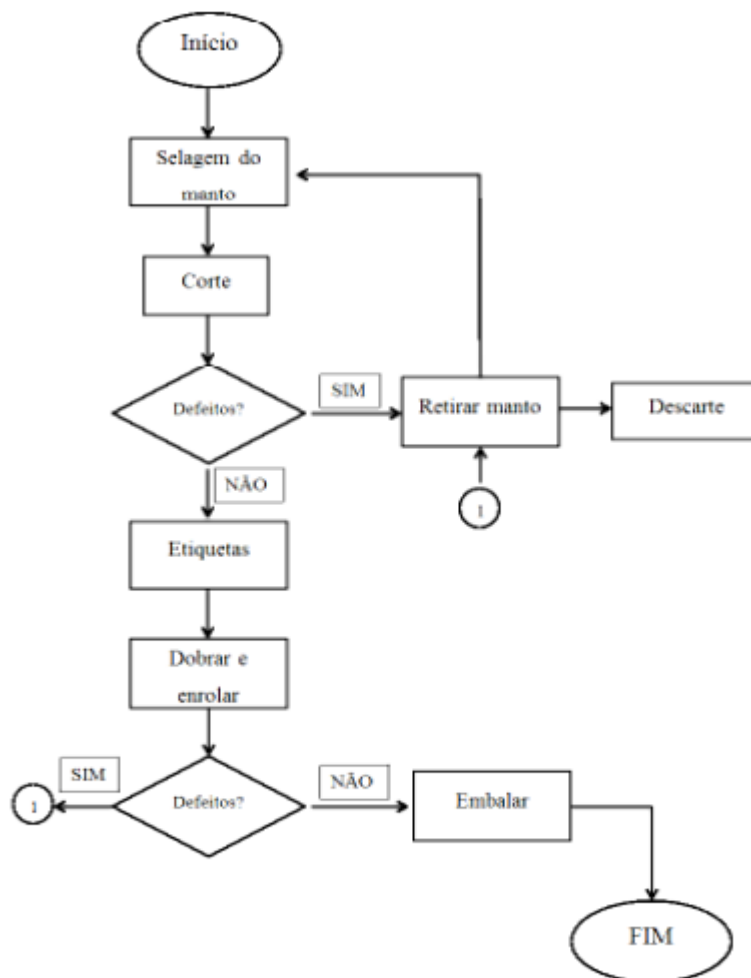 Início
Selagem do
manto
Corte
Defeitos?
SIM
Retirar manto
Descarte
NÃO
1
Etiquetas
Dobrar e
enrolar
SIM
1
Defeitos?
NÃO
Embalar
FIM